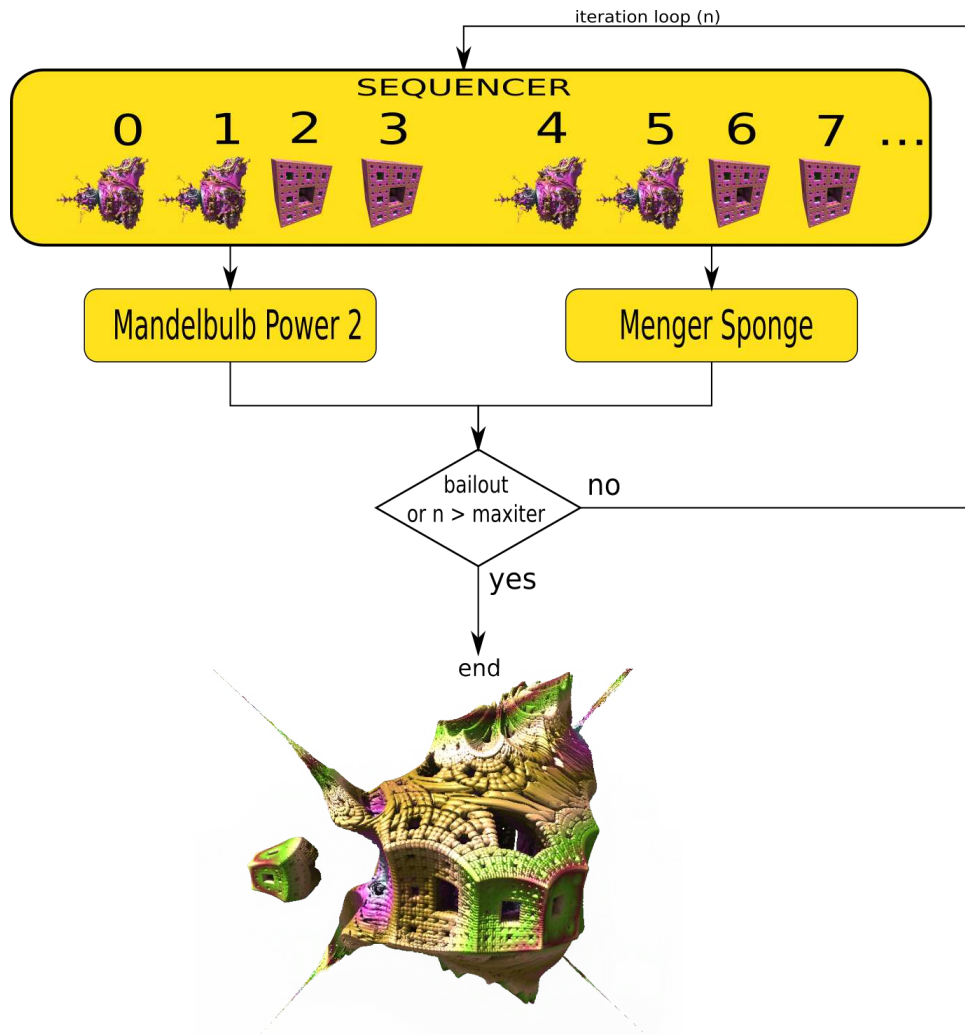 iteration loop (n)
SEQUENCER
0 1 2 3 4 5 6 7 ...
Mandelbulb Power 2
Menger Sponge
bailout
or n > maxiter
no
yes
end